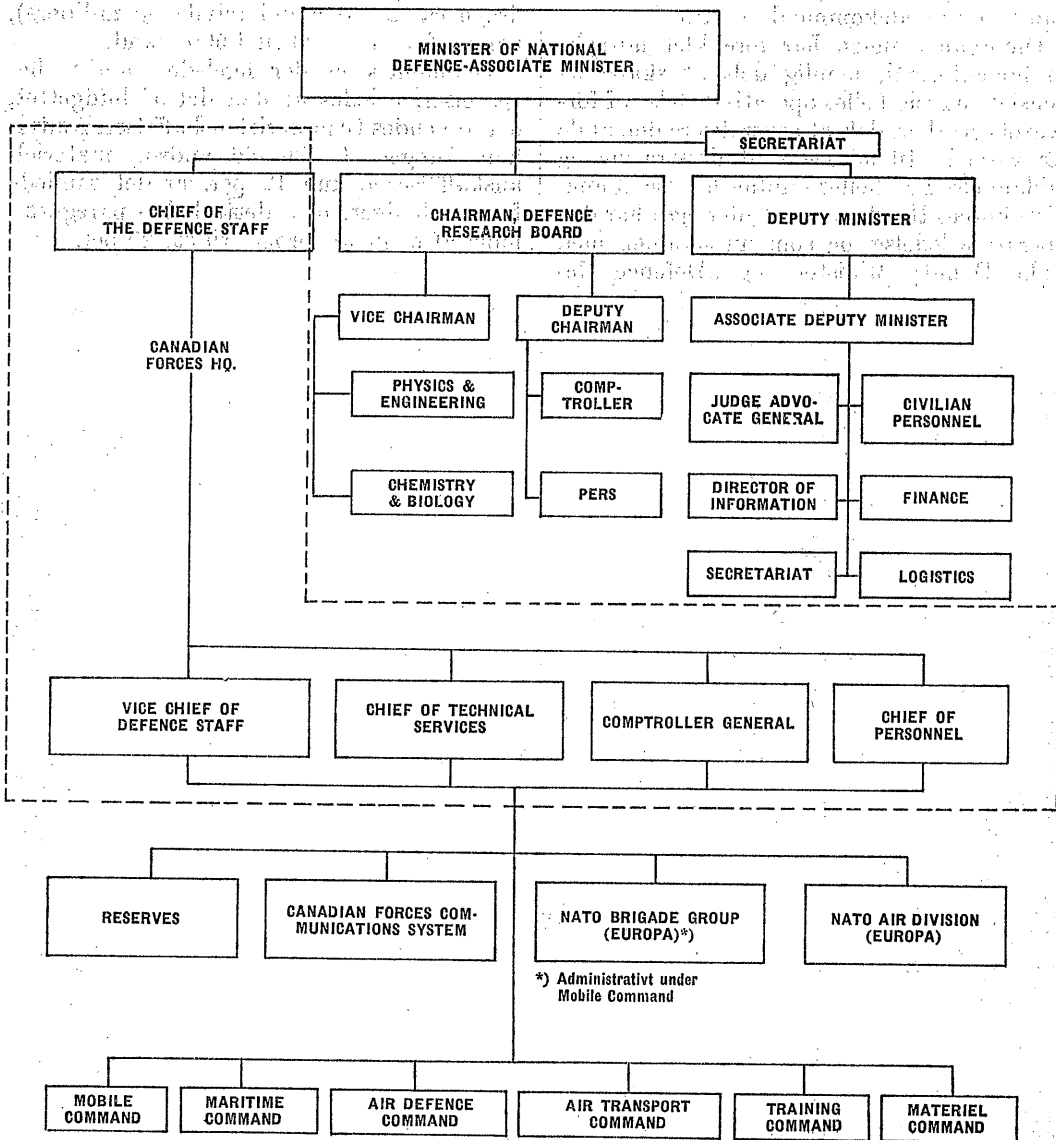 MINISTER OF NATIONAL
DEFENCE-ASSOCIATE MINISTER
SECRETARIAT
CHIEF OF
THE DEFENCE STAFF
CHAIRMAN, DEFENCE
RESEARCH BOARD
DEPUTY MINISTER
VICE CHAIRMAN
DEPUTY
CHAIRMAN
ASSOCIATE DEPUTY MINISTER
CANADIAN
FORCES HQ.
PHYSICS &
ENGINEERING
COMP-
TROLLER
JUDGE ADVO-
CATE GENERAL
CIVILIAN
PERSONNEL
CHEMISTRY
& BIOLOGY
PERS
DIRECTOR OF
INFORMATION
FINANCE
SECRETARIAT
LOGISTICS
VICE CHIEF OF
DEFENCE STAFF
CHIEF OF TECHNICAL
SERVICES
COMPTROLLER GENERAL
CHIEF OF
PERSONNEL
RESERVES
CANADIAN FORCES COM-
MUNICATIONS SYSTEM
NATO BRIGADE GROUP
(EUROPA)*)
NATO AIR DIVISION
(EUROPA)
*) Administrativt under
Mobile Command
MOBILE
COMMAND
MARITIME
COMMAND
AIR DEFENCE
COMMAND
AIR TRANSPORT
COMMAND
TRAINING
COMMAND
MATERIEL
COMMAND